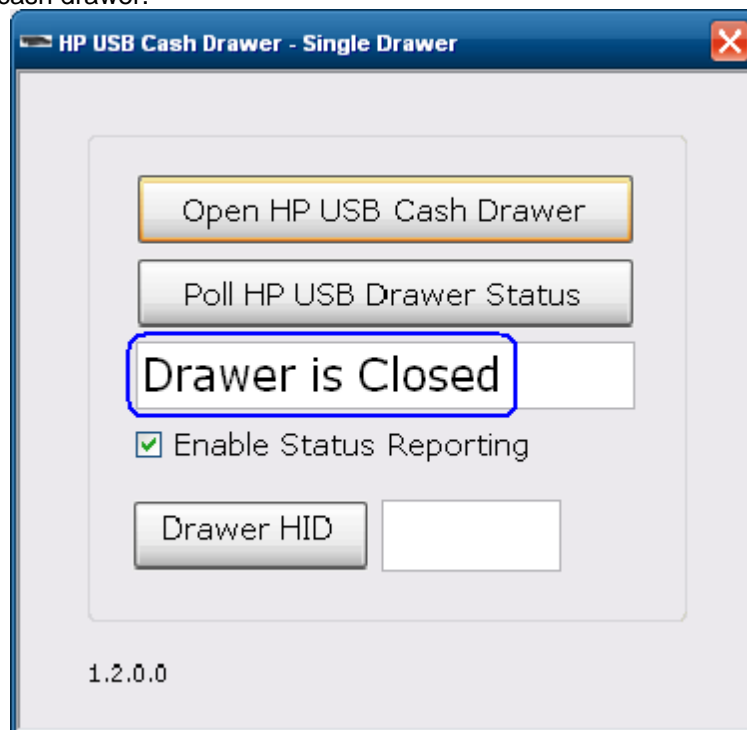 cash drawer.
HP USB Cash Drawer - Single Drawer
Open HP USB Cash Drawer
Poll HP USB Drawer Status
Drawer is Closed
Enable Status Reporting
Drawer HID
1.2.0.0